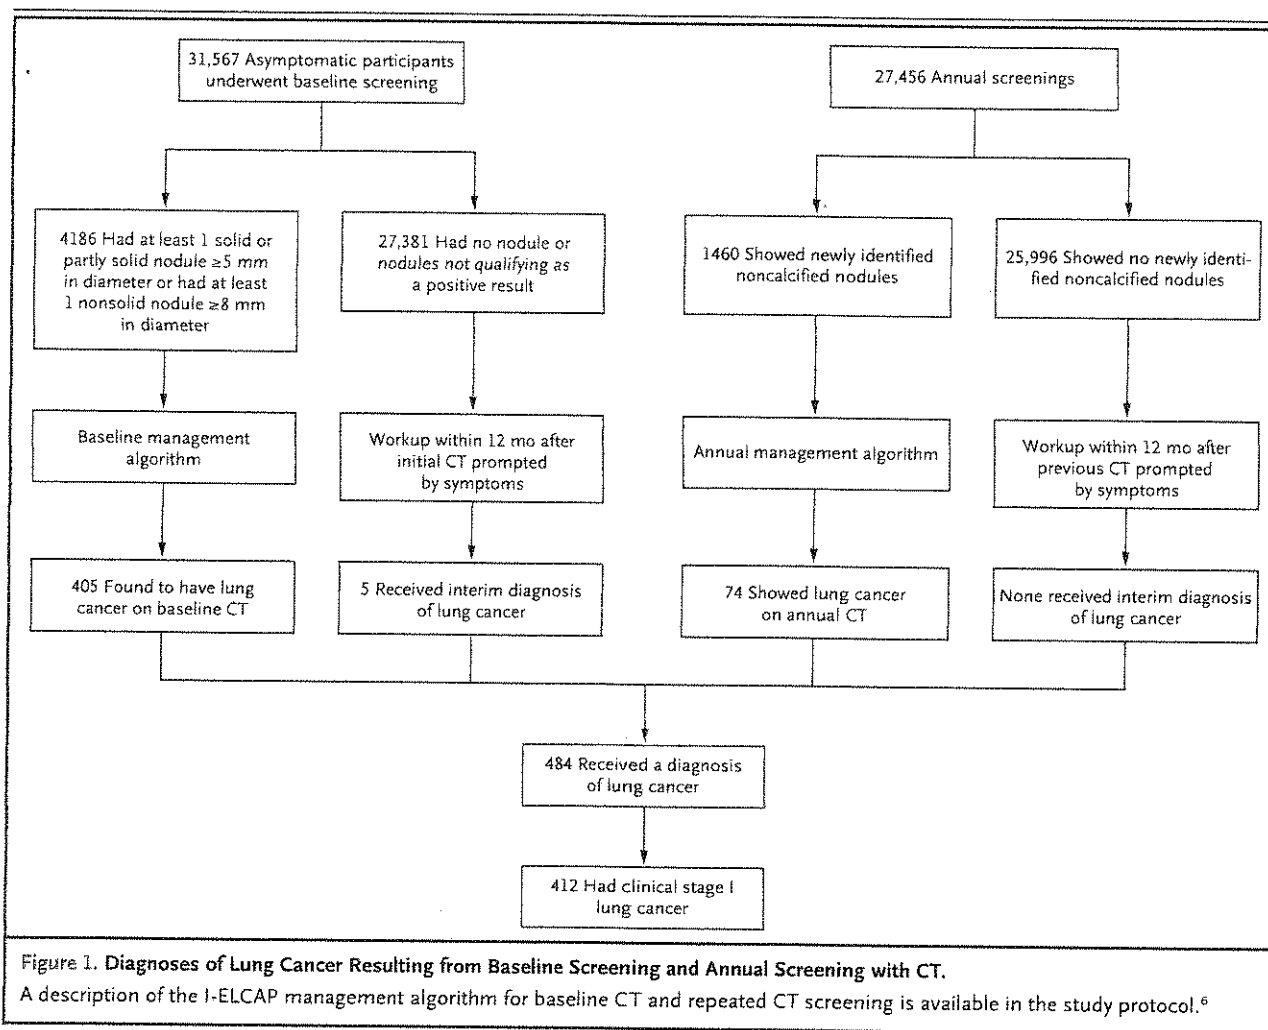 31,567 Asymptomatic participants
underwent baseline screening
27,456 Annual screenings
4186 Had at least 1 solid or
partly solid nodule ≥5 mm
in diameter or had at least
1 nonsolid nodule ≥8 mm
in diameter
27,381 Had no nodule or
nodules not qualifying as
a positive result
1460 Showed newly identified
noncalcified nodules
25,996 Showed no newly identi-
fied noncalcified nodules
Baseline management
algorithm
Workup within 12 mo after
initial CT prompted
by symptoms
Annual management algorithm
Workup within 12 mo after
previous CT prompted
by symptoms
405 Found to have lung
cancer on baseline CT
5 Received interim diagnosis
of lung cancer
74 Showed lung cancer
on annual CT
None received interim diagnosis
of lung cancer
484 Received a diagnosis
of lung cancer
412 Had clinical stage I
lung cancer
Figure 1. Diagnoses of Lung Cancer Resulting from Baseline Screening and Annual Screening with CT.
A description of the I-ELCAP management algorithm for baseline CT and repeated CT screening is available in the study protocol.⁶